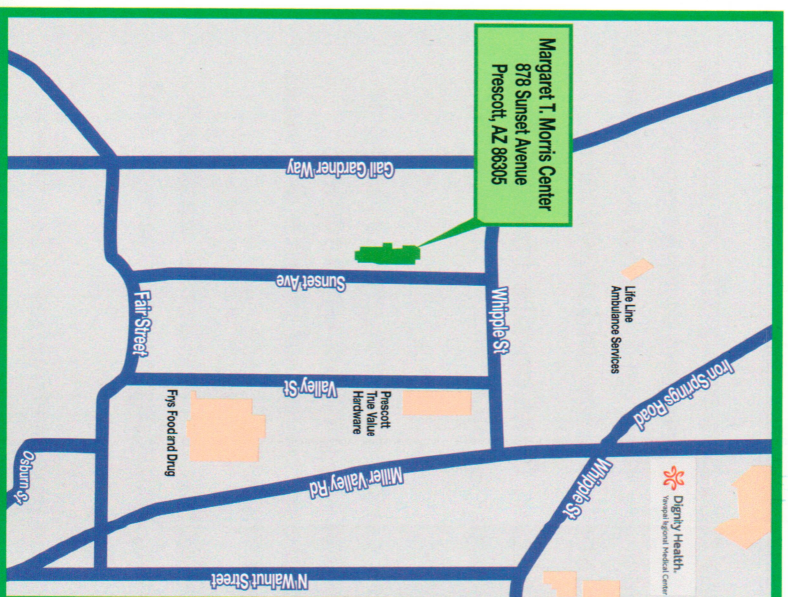 Margaret T. Morris Center
878 Sunset Avenue
Prescott, AZ 86305
Gail Gardner Way
Sunset Ave
Whipple St
Life Line
Ambulance Services
Iron Springs Road
Fair Street
Valley St
Prescott
True Value
Hardware
Frys Food and Drug
Miller Valley Rd
Whipple St
Dignity Health.
Yavapai Regional Medical Center
Osburn St
N Walnut Street